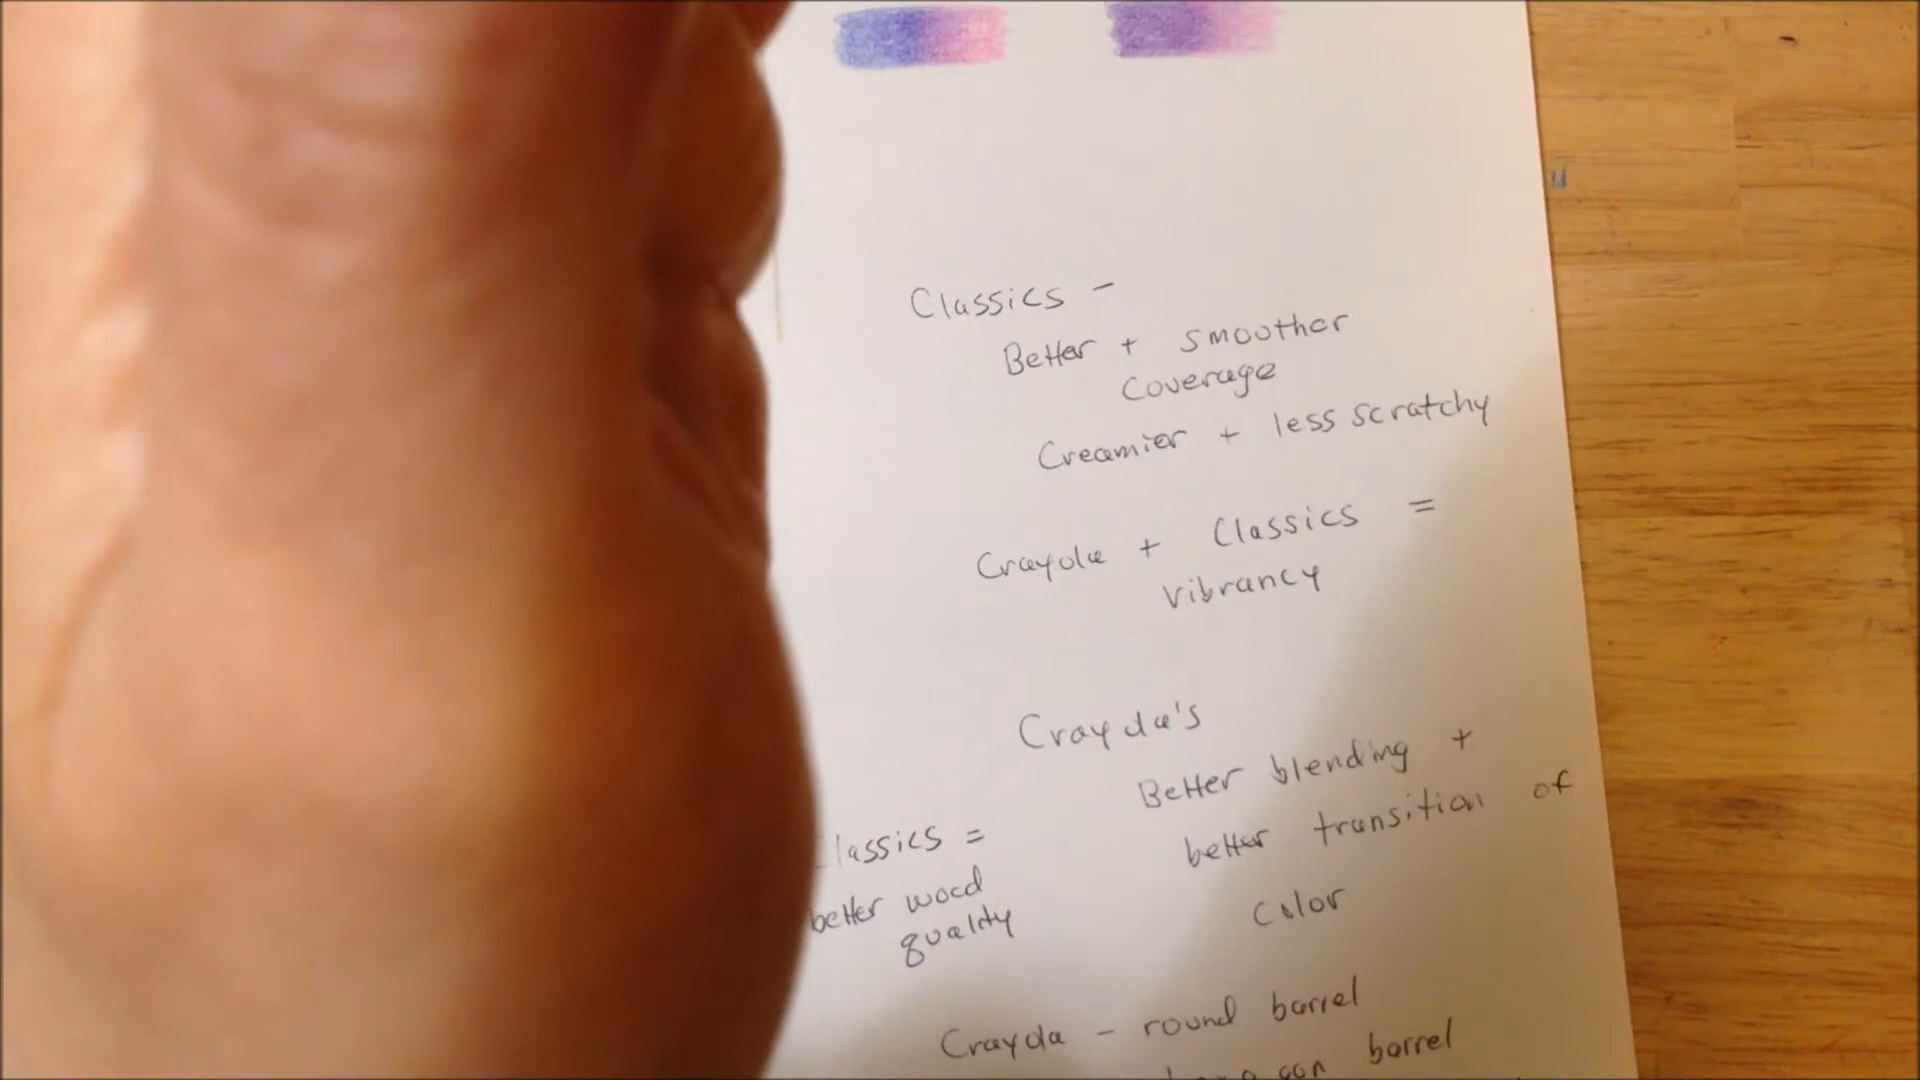 Classics -
Better + smoother
coverage
Creamier + less scratchy
Crayola + Classics =
vibrancy
Crayola's
Better blending +
better transition of
color
Classics =
better wood
quality
Crayola - round barrel
barrel